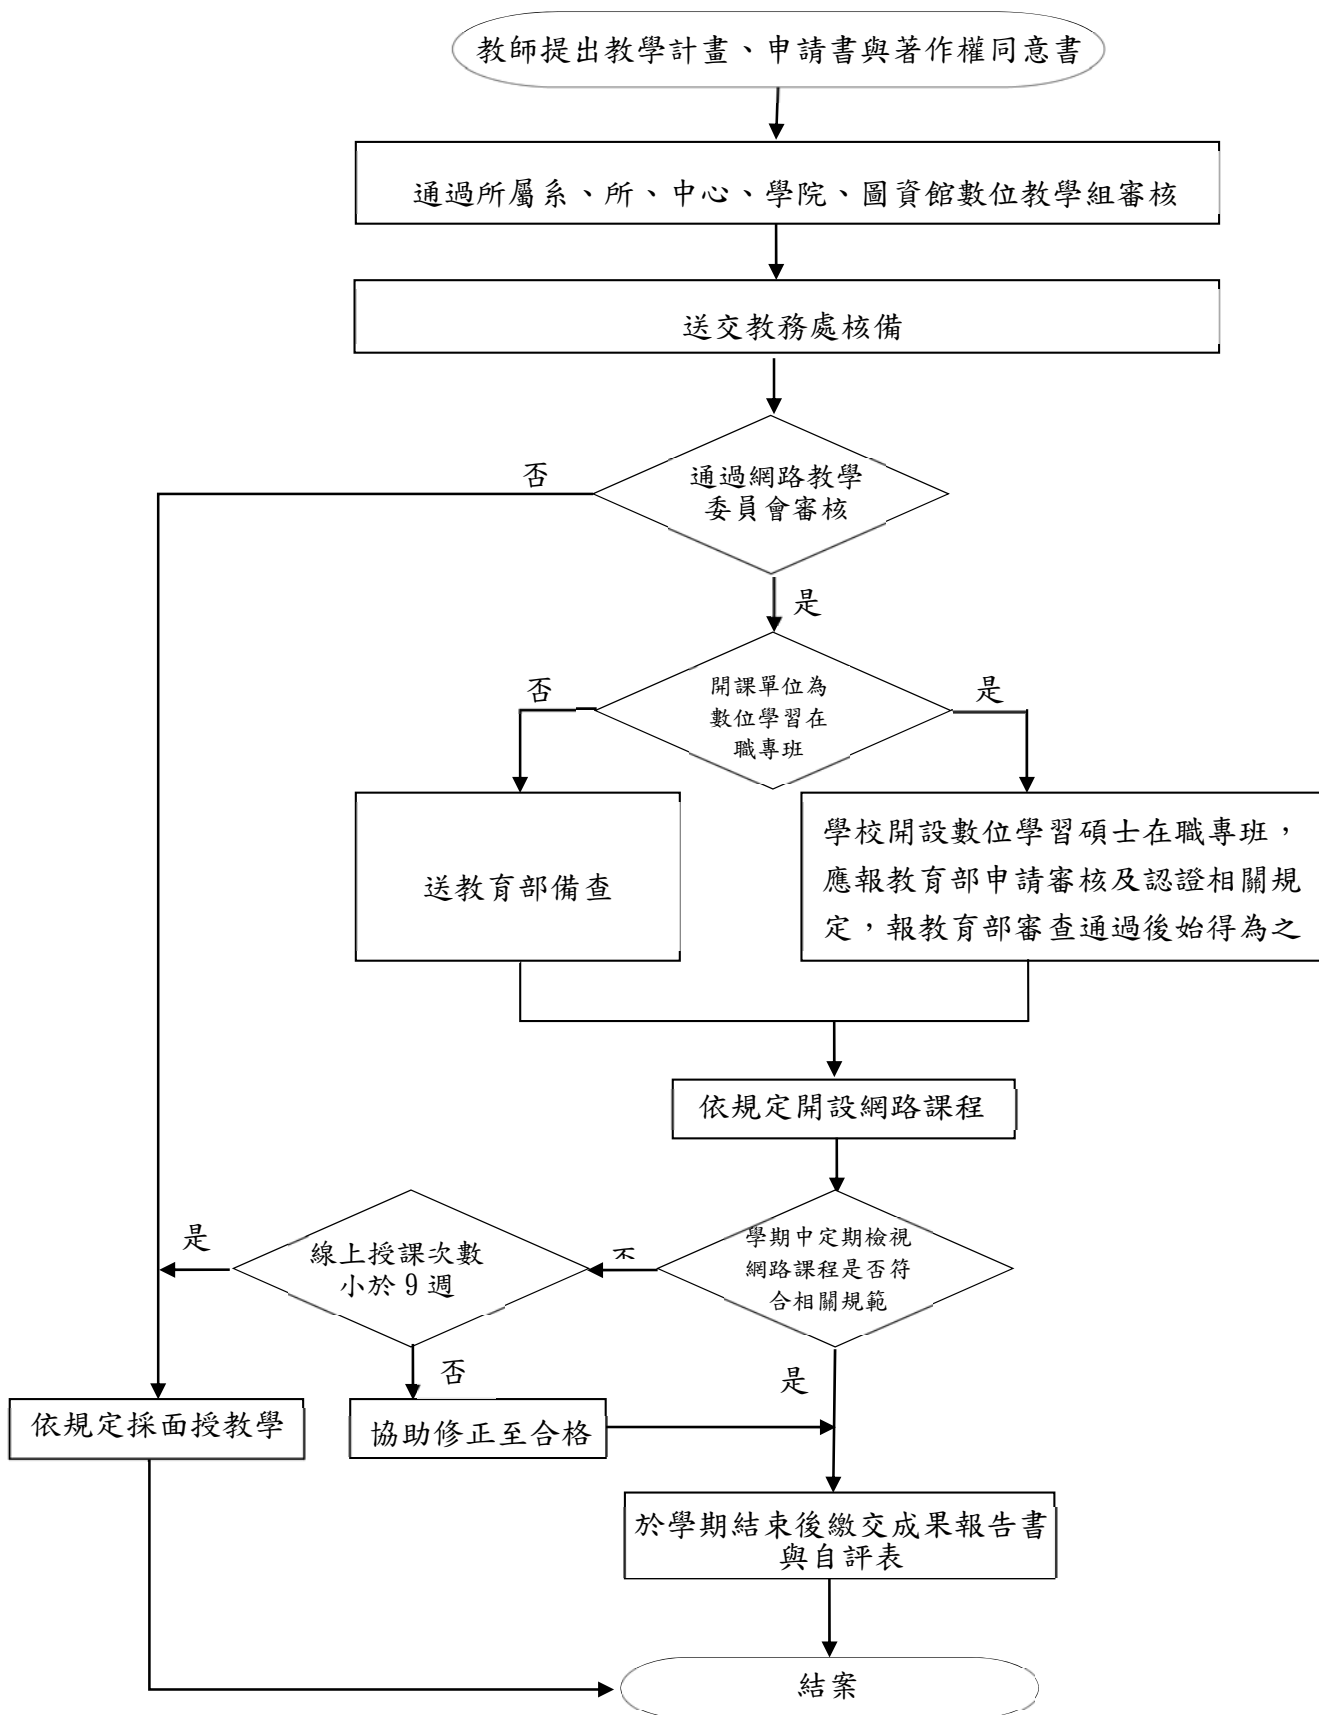 教師提出教學計畫、申請書與著作權同意書
通過所屬系、所、中心、學院、圖資館數位教學組審核
送交教務處核備
通過網路教學
委員會審核
否
是
開課單位為
數位學習在
職專班
否
是
送教育部備查
學校開設數位學習碩士在職專班，
應報教育部申請審核及認證相關規
定，報教育部審查通過後始得為之
依規定開設網路課程
學期中定期檢視
網路課程是否符
合相關規範
否
是
線上授課次數
小於 9 週
是
否
依規定採面授教學
協助修正至合格
於學期結束後繳交成果報告書
與自評表
結案